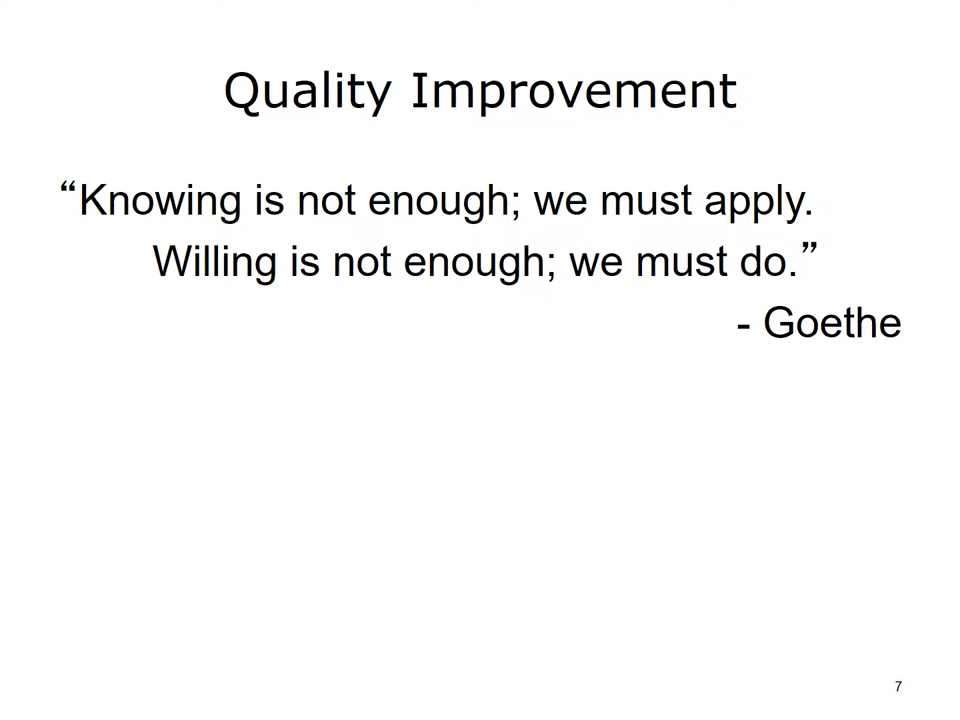 Quality Improvement
“Knowing is not enough; we must apply.
Willing is not enough; we must do.”
- Goethe
7